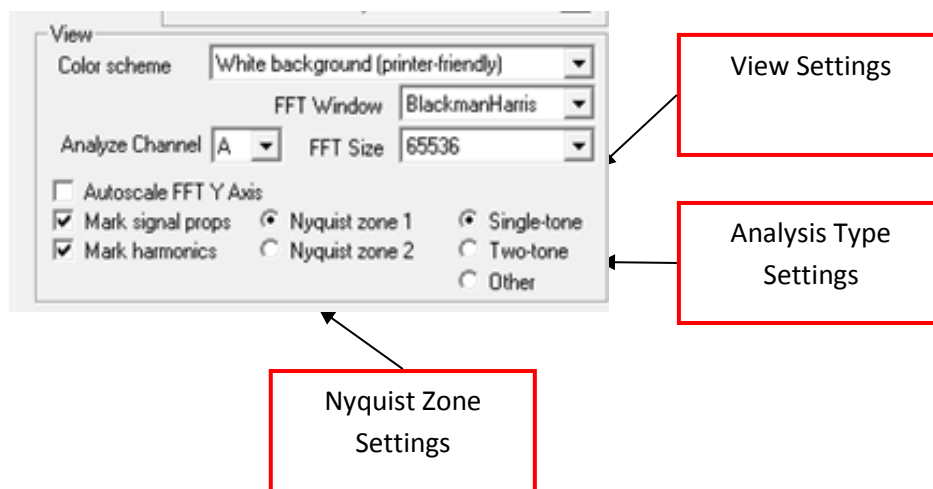 View
Color scheme White background (printer-friendly)
FFT Window BlackmanHarris
Analyze Channel A FFT Size 65536
Autoscale FFT Y Axis
Mark signal props Nyquist zone 1 Single-tone
Mark harmonics Nyquist zone 2 Two-tone
Other
View Settings
Analysis Type
Settings
Nyquist Zone
Settings